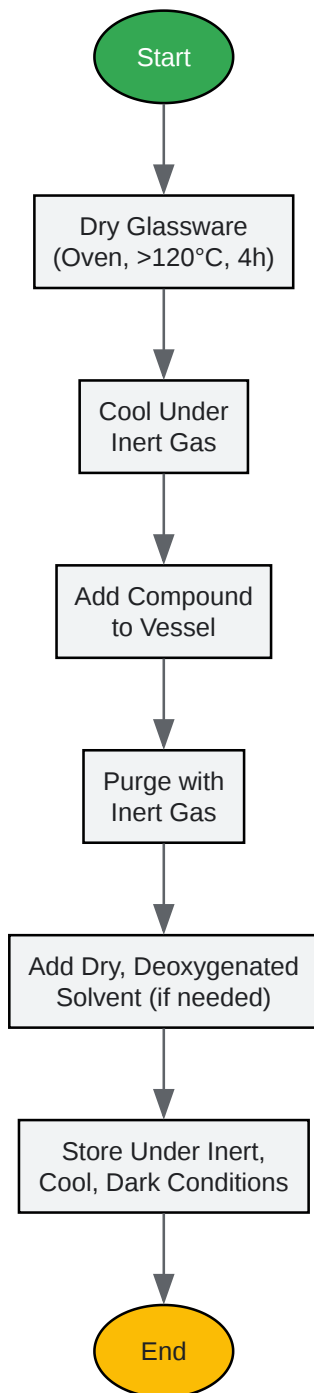 Start
Dry Glassware
(Oven, >120°C, 4h)
Cool Under
Inert Gas
Add Compound
to Vessel
Purge with
Inert Gas
Add Dry, Deoxygenated
Solvent (if needed)
Store Under Inert,
Cool, Dark Conditions
End